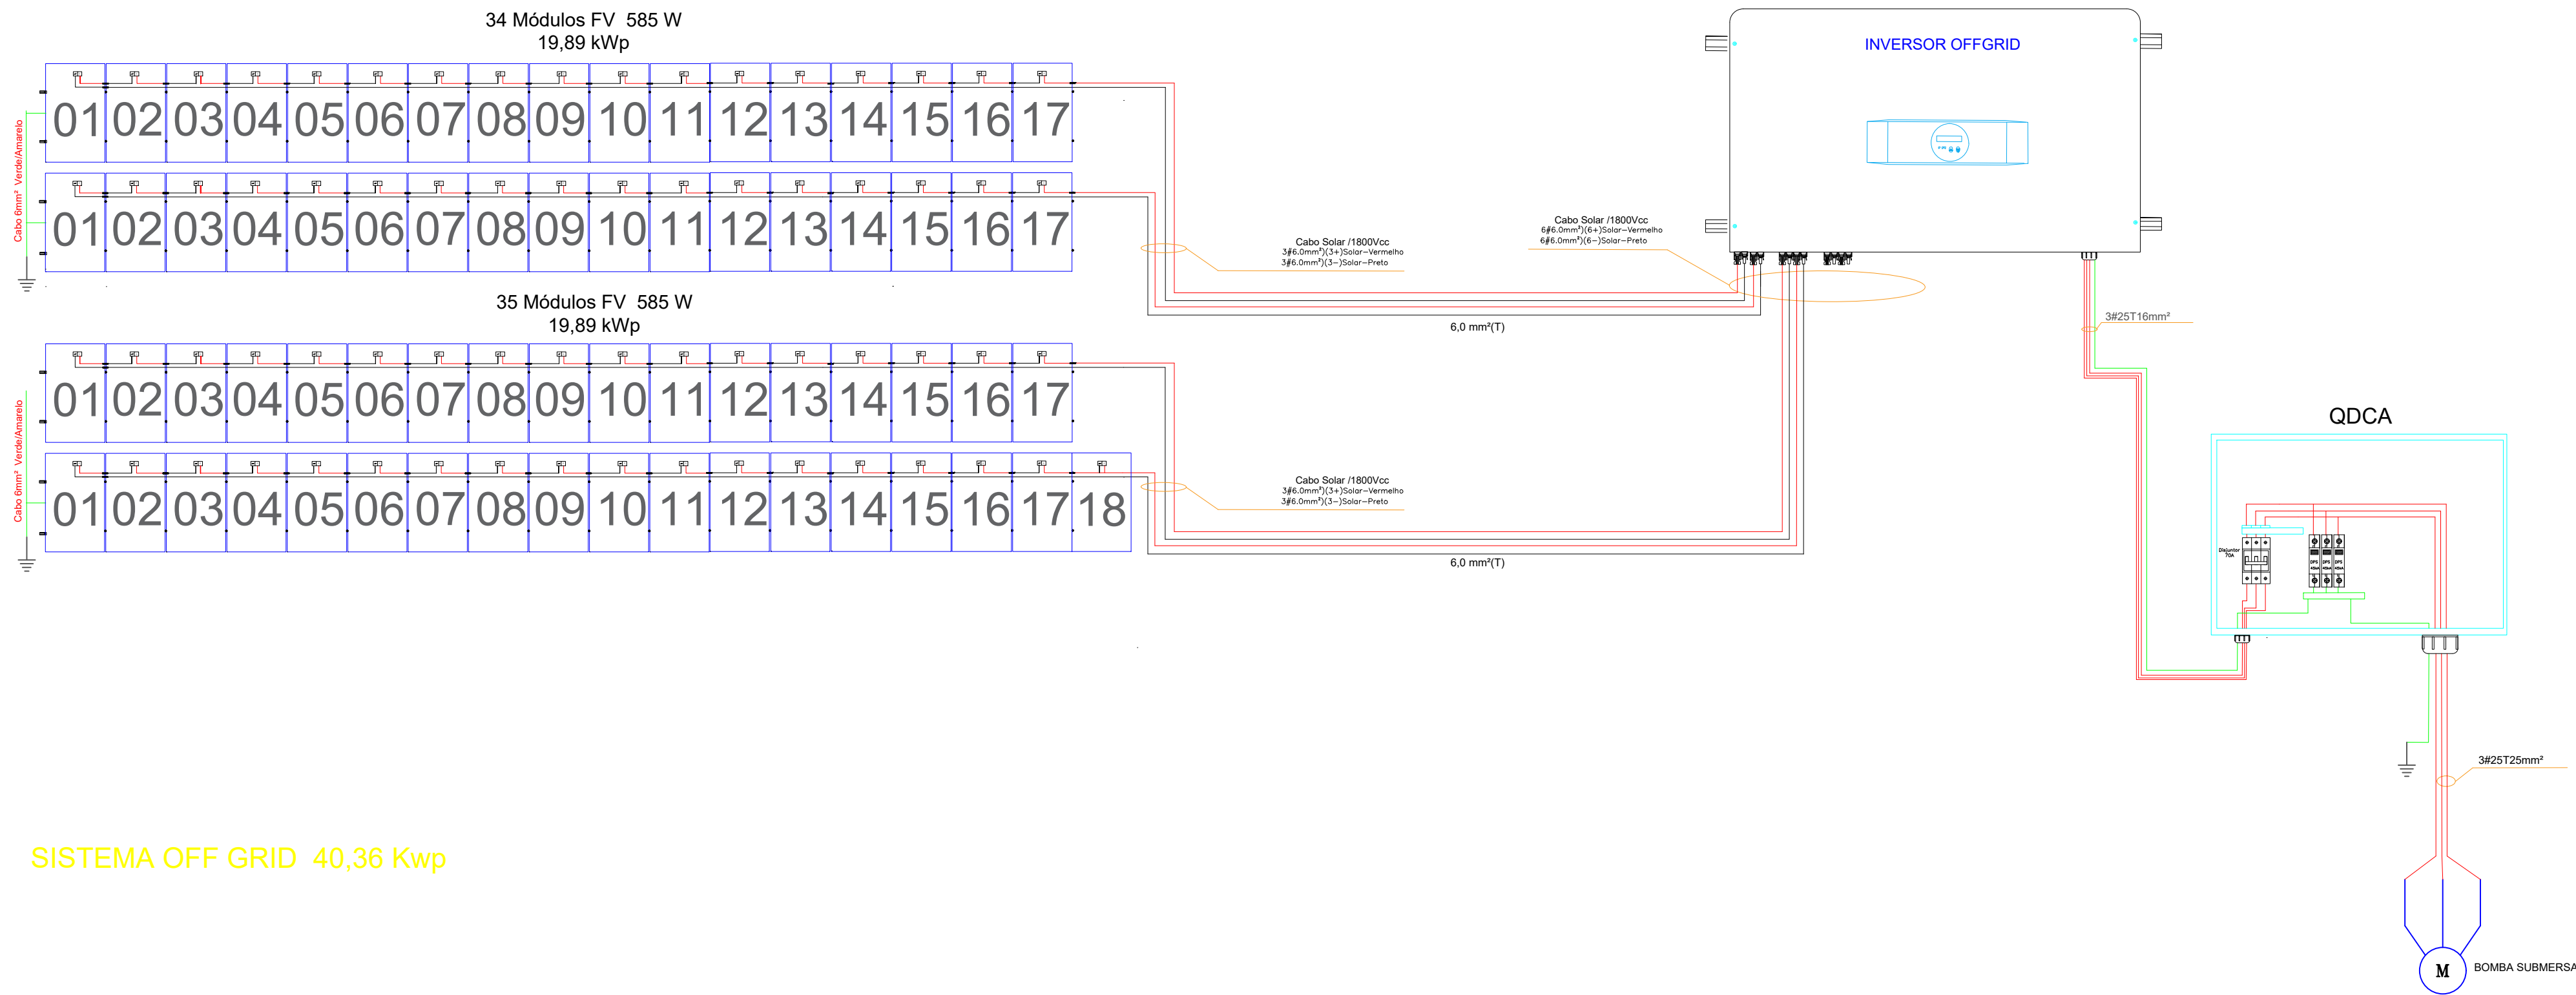 34 Módulos FV 585 W
19,89 kWp
01 02 03 04 05 06 07 08 09 10 11 12 13 14 15 16 17
01 02 03 04 05 06 07 08 09 10 11 12 13 14 15 16 17
Cabo 6mm² Verde/Amarelo
Cabo Solar /1800Vcc
3#6.0mm²)(3+)Solar-Vermelho
3#6.0mm²)(3-)Solar-Preto
6,0 mm²(T)
35 Módulos FV 585 W
19,89 kWp
01 02 03 04 05 06 07 08 09 10 11 12 13 14 15 16 17
01 02 03 04 05 06 07 08 09 10 11 12 13 14 15 16 17 18
Cabo 6mm² Verde/Amarelo
Cabo Solar /1800Vcc
3#6.0mm²)(3+)Solar-Vermelho
3#6.0mm²)(3-)Solar-Preto
6,0 mm²(T)
INVERSOR OFFGRID
Cabo Solar /1800Vcc
6#6.0mm²)(6+)Solar-Vermelho
6#6.0mm²)(6-)Solar-Preto
3#25T16mm²
QDCA
Disjuntor
70A
DPS DPS DPS
45kA 45kA 45kA
3#25T25mm²
M
BOMBA SUBMERSA
SISTEMA OFF GRID 40,36 Kwp